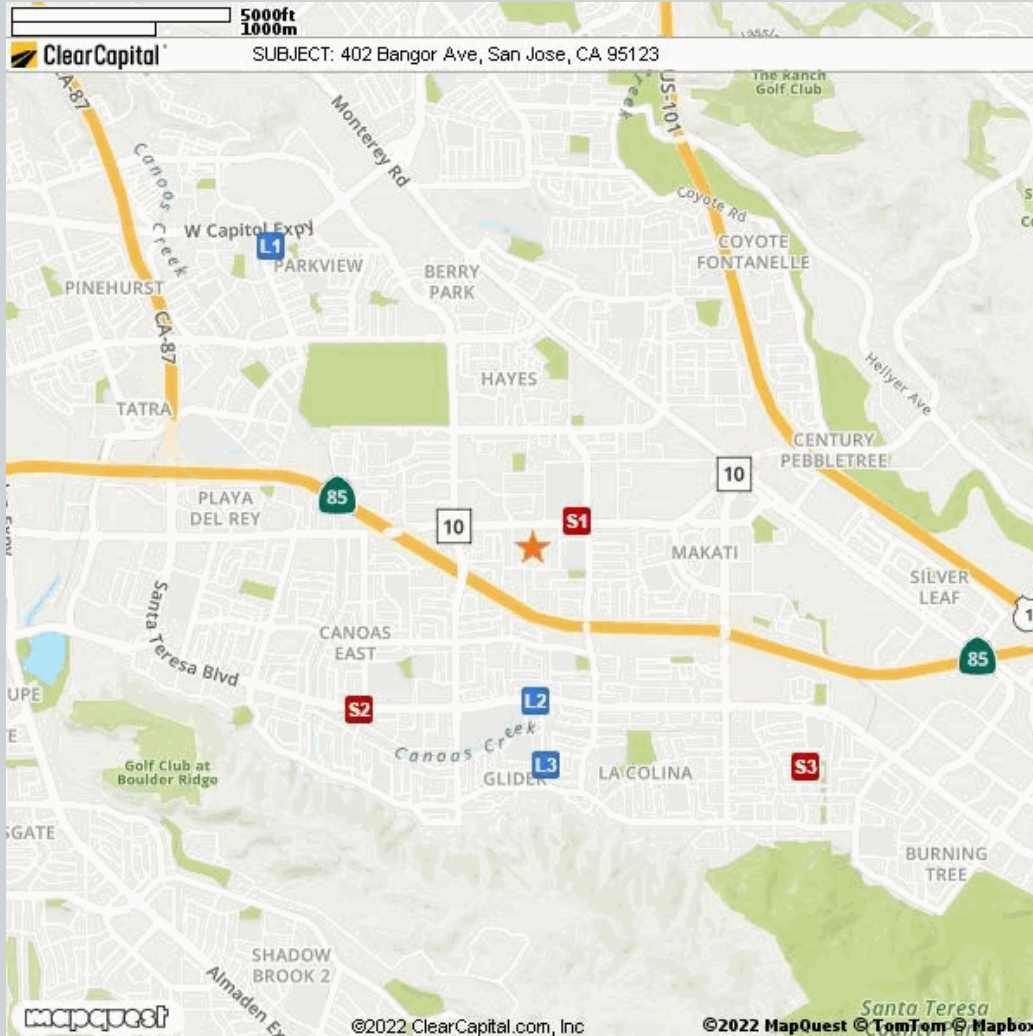 5000ft
1000m
ClearCapital
SUBJECT: 402 Bangor Ave, San Jose, CA 95123
CA-87
US-101
Creek
The Ranch
Golf Club
Monterey Rd
Canoas Creek
Coyote Rd
W Capitol Expy
L1
PARKVIEW
COYOTE
FONTANELLE
BERRY
PARK
PINEHURST
CA-87
HAYES
Hellyer Ave
TATRA
CENTURY
PEBBLETREE
10
85
PLAYA
DEL REY
10
S1
MAKATI
SILVER
LEAF
Santa Teresa Blvd
CANOAS
EAST
85
UPE
S2
L2
Canoas Creek
L3
GLIDER
LA COLINA
S3
Golf Club at
Boulder Ridge
SGATE
BURNING
TREE
SHADOW
BROOK 2
Almaden Ex
Santa Teresa
mapquest
©2022 ClearCapital.com, Inc
©2022 MapQuest © TomTom © Mapbox